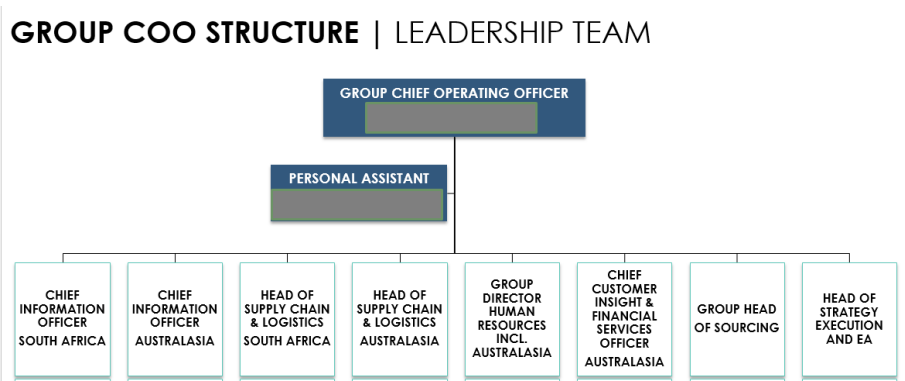 GROUP COO STRUCTURE | LEADERSHIP TEAM
GROUP CHIEF OPERATING OFFICER
PERSONAL ASSISTANT
CHIEF
INFORMATION
OFFICER
SOUTH AFRICA
CHIEF
INFORMATION
OFFICER
AUSTRALASIA
HEAD OF
SUPPLY CHAIN
& LOGISTICS
SOUTH AFRICA
HEAD OF
SUPPLY CHAIN
& LOGISTICS
AUSTRALASIA
GROUP
DIRECTOR
HUMAN
RESOURCES
INCL.
AUSTRALASIA
CHIEF
CUSTOMER
INSIGHT &
FINANCIAL
SERVICES
OFFICER
AUSTRALASIA
GROUP HEAD
OF SOURCING
HEAD OF
STRATEGY
EXECUTION
AND EA